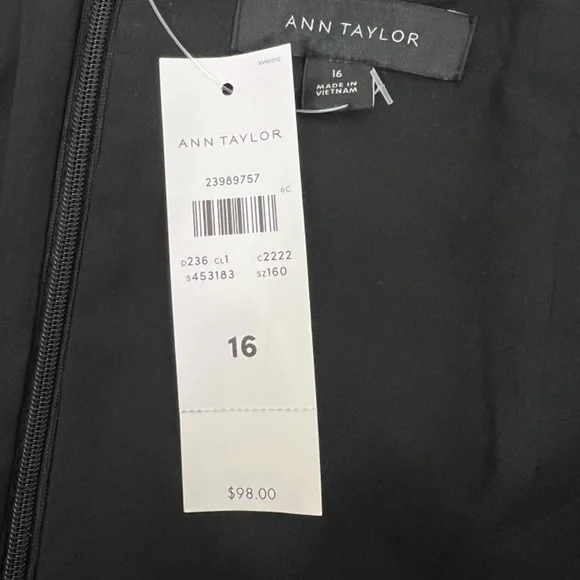 ANN TAYLOR
16
MADE IN
VIETNAM
ANN TAYLOR
23989757
6C
D236 CL1 C2222
S453183 SZ160
16
$98.00